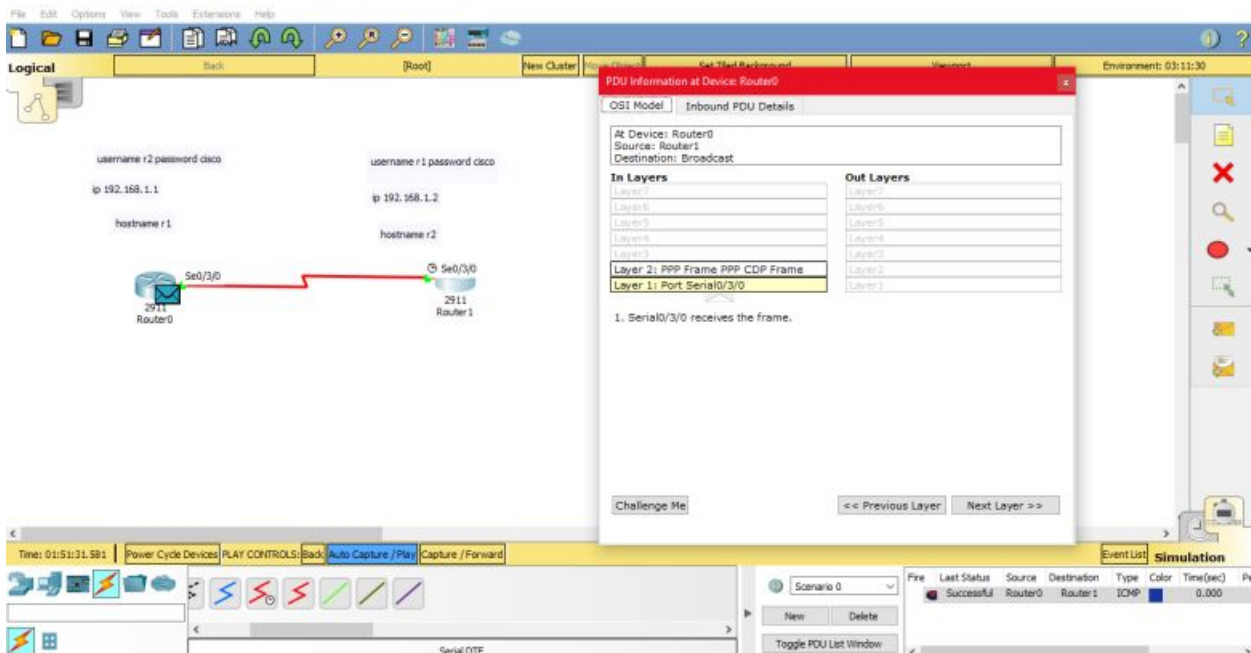 File Edit Options View Tools Extensions Help
Logical
Back
[Root]
New Cluster
Set Tiled Background
Viewport
Environment: 03:11:30
username r2 password cisco
ip 192.168.1.1
hostname r1
username r1 password cisco
ip 192.168.1.2
hostname r2
Se0/3/0
Se0/3/0
2911
Router0
2911
Router1
PDU Information at Device: Router0
OSI Model
Inbound PDU Details
At Device: Router0
Source: Router1
Destination: Broadcast
In Layers
Out Layers
Layer7
Layer7
Layer6
Layer6
Layer5
Layer5
Layer4
Layer4
Layer3
Layer3
Layer 2: PPP Frame PPP CDP Frame
Layer2
Layer 1: Port Serial0/3/0
Layer1
1. Serial0/3/0 receives the frame.
Challenge Me
<< Previous Layer
Next Layer >>
Time: 01:51:31.581
Power Cycle Devices
PLAY CONTROLS:
Back
Auto Capture / Play
Capture / Forward
Event List
Simulation
Scenario 0
New
Delete
Toggle PDU List Window
Fire Last Status Source Destination Type Color Time(sec)
Successful Router0 Router1 ICMP 0.000
Serial DTE